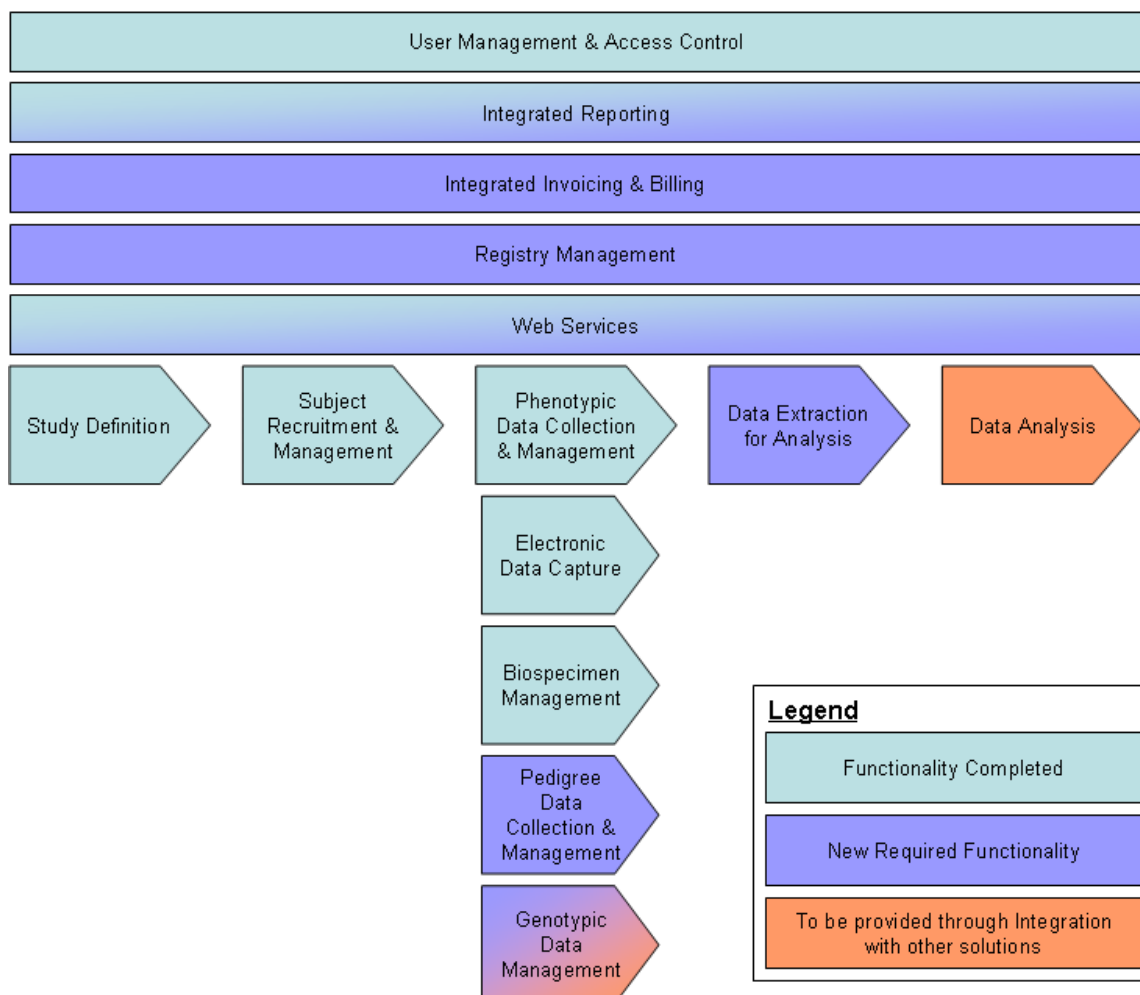 User Management & Access Control
Integrated Reporting
Integrated Invoicing & Billing
Registry Management
Web Services
Study Definition
Subject
Recruitment &
Management
Phenotypic
Data Collection
& Management
Data Extraction
for Analysis
Data Analysis
Electronic
Data Capture
Biospecimen
Management
Pedigree
Data
Collection &
Management
Genotypic
Data
Management
Legend
Functionality Completed
New Required Functionality
To be provided through Integration
with other solutions